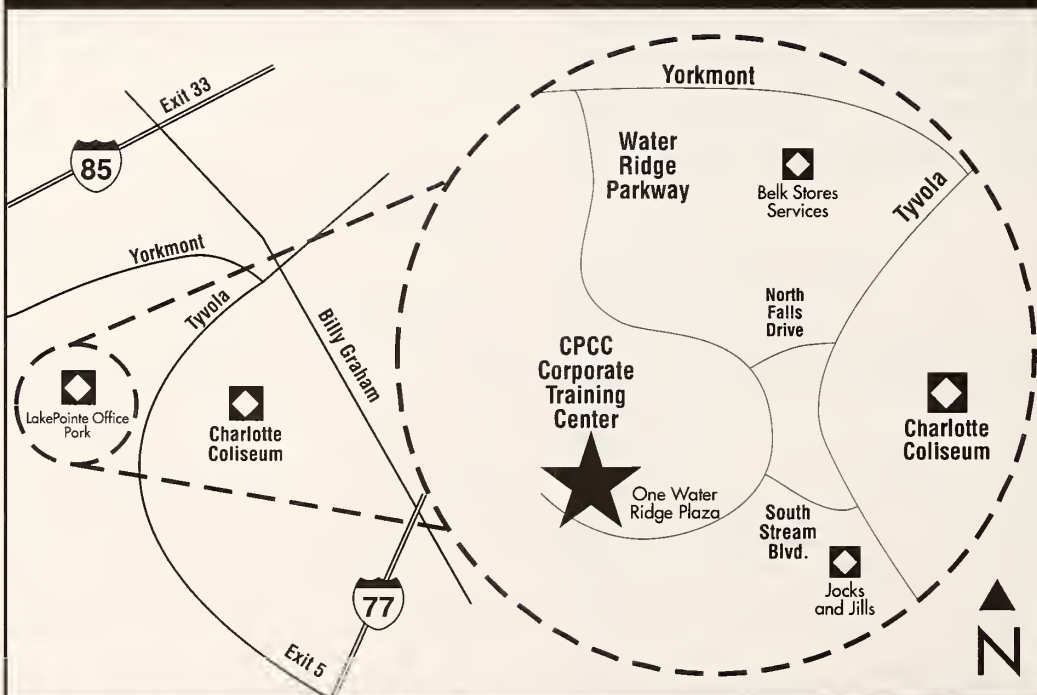 Exit 33
85
Yorkmont
Tyvola
Billy Graham
LakePointe Office
Park
Charlotte
Coliseum
77
Exit 5
Yorkmont
Water
Ridge
Parkway
Belk Stores
Services
Tyvola
North
Falls
Drive
CPCC
Corporate
Training
Center
Charlotte
Coliseum
One Water
Ridge Plaza
South
Stream
Blvd.
Jocks
and Jills
N